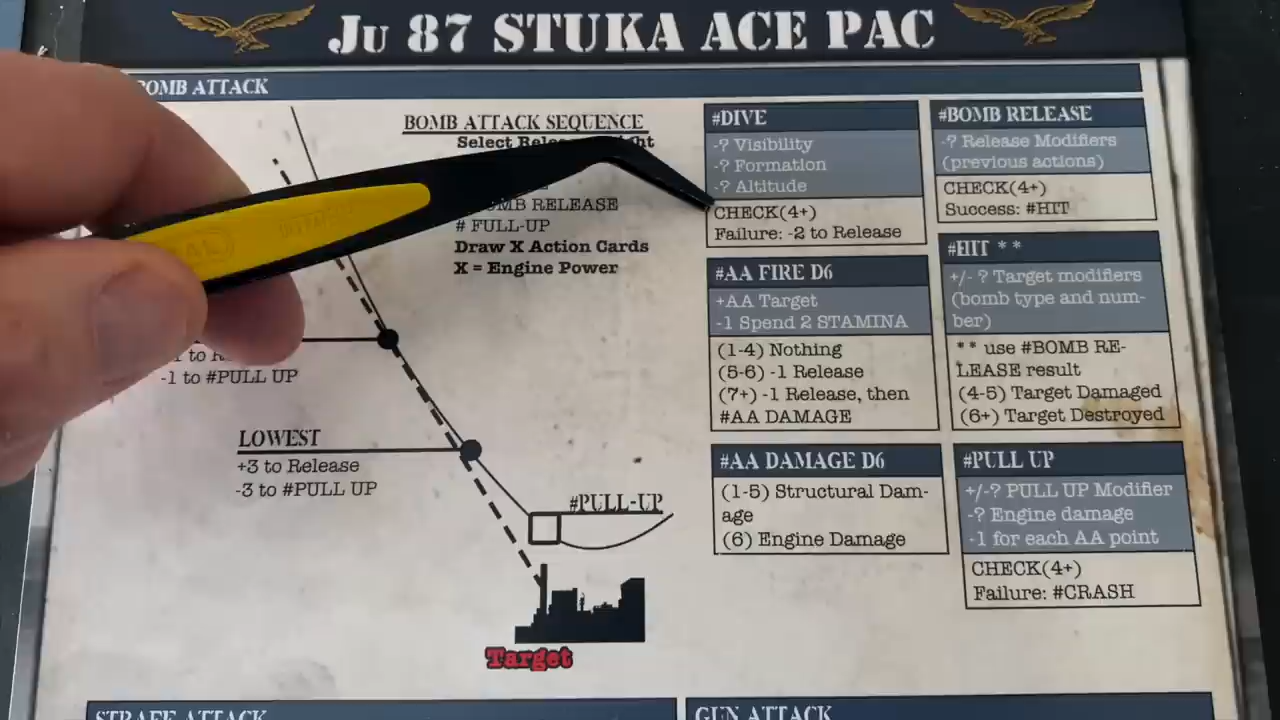 Ju 87 STUKA ACE PAC
BOMB ATTACK
BOMB ATTACK SEQUENCE
Select
BOMB RELEASE
# FULL-UP
Draw X Action Cards
X = Engine Power
-1 to #PULL UP
LOWEST
+3 to Release
-3 to #PULL UP
#PULL-UP
Target
#DIVE
-? Visibility
-? Formation
-? Altitude
CHECK(4+)
Failure: -2 to Release
#AA FIRE D6
+AA Target
-1 Spend 2 STAMINA
(1-4) Nothing
(5-6) -1 Release
(7+) -1 Release, then
#AA DAMAGE
#AA DAMAGE D6
(1-5) Structural Dam-
age
(6) Engine Damage
#BOMB RELEASE
-? Release Modifiers
(previous actions)
CHECK(4+)
Success: #HIT
#HIT **
+/- ? Target modifiers
(bomb type and num-
ber)
** use #BOMB RE-
LEASE result
(4-5) Target Damaged
(6+) Target Destroyed
#PULL UP
+/-? PULL UP Modifier
-? Engine damage
-1 for each AA point
CHECK(4+)
Failure: #CRASH
STRAFE ATTACK
GUN ATTACK